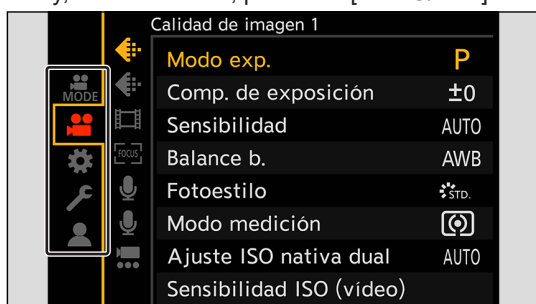 Calidad de imagen 1
Modo exp. P
MODE
Comp. de exposición ±0
Sensibilidad AUTO
FOCUS
Balance b. AWB
Fotoestilo STD.
Modo medición
Ajuste ISO nativa dual AUTO
Sensibilidad ISO (vídeo)